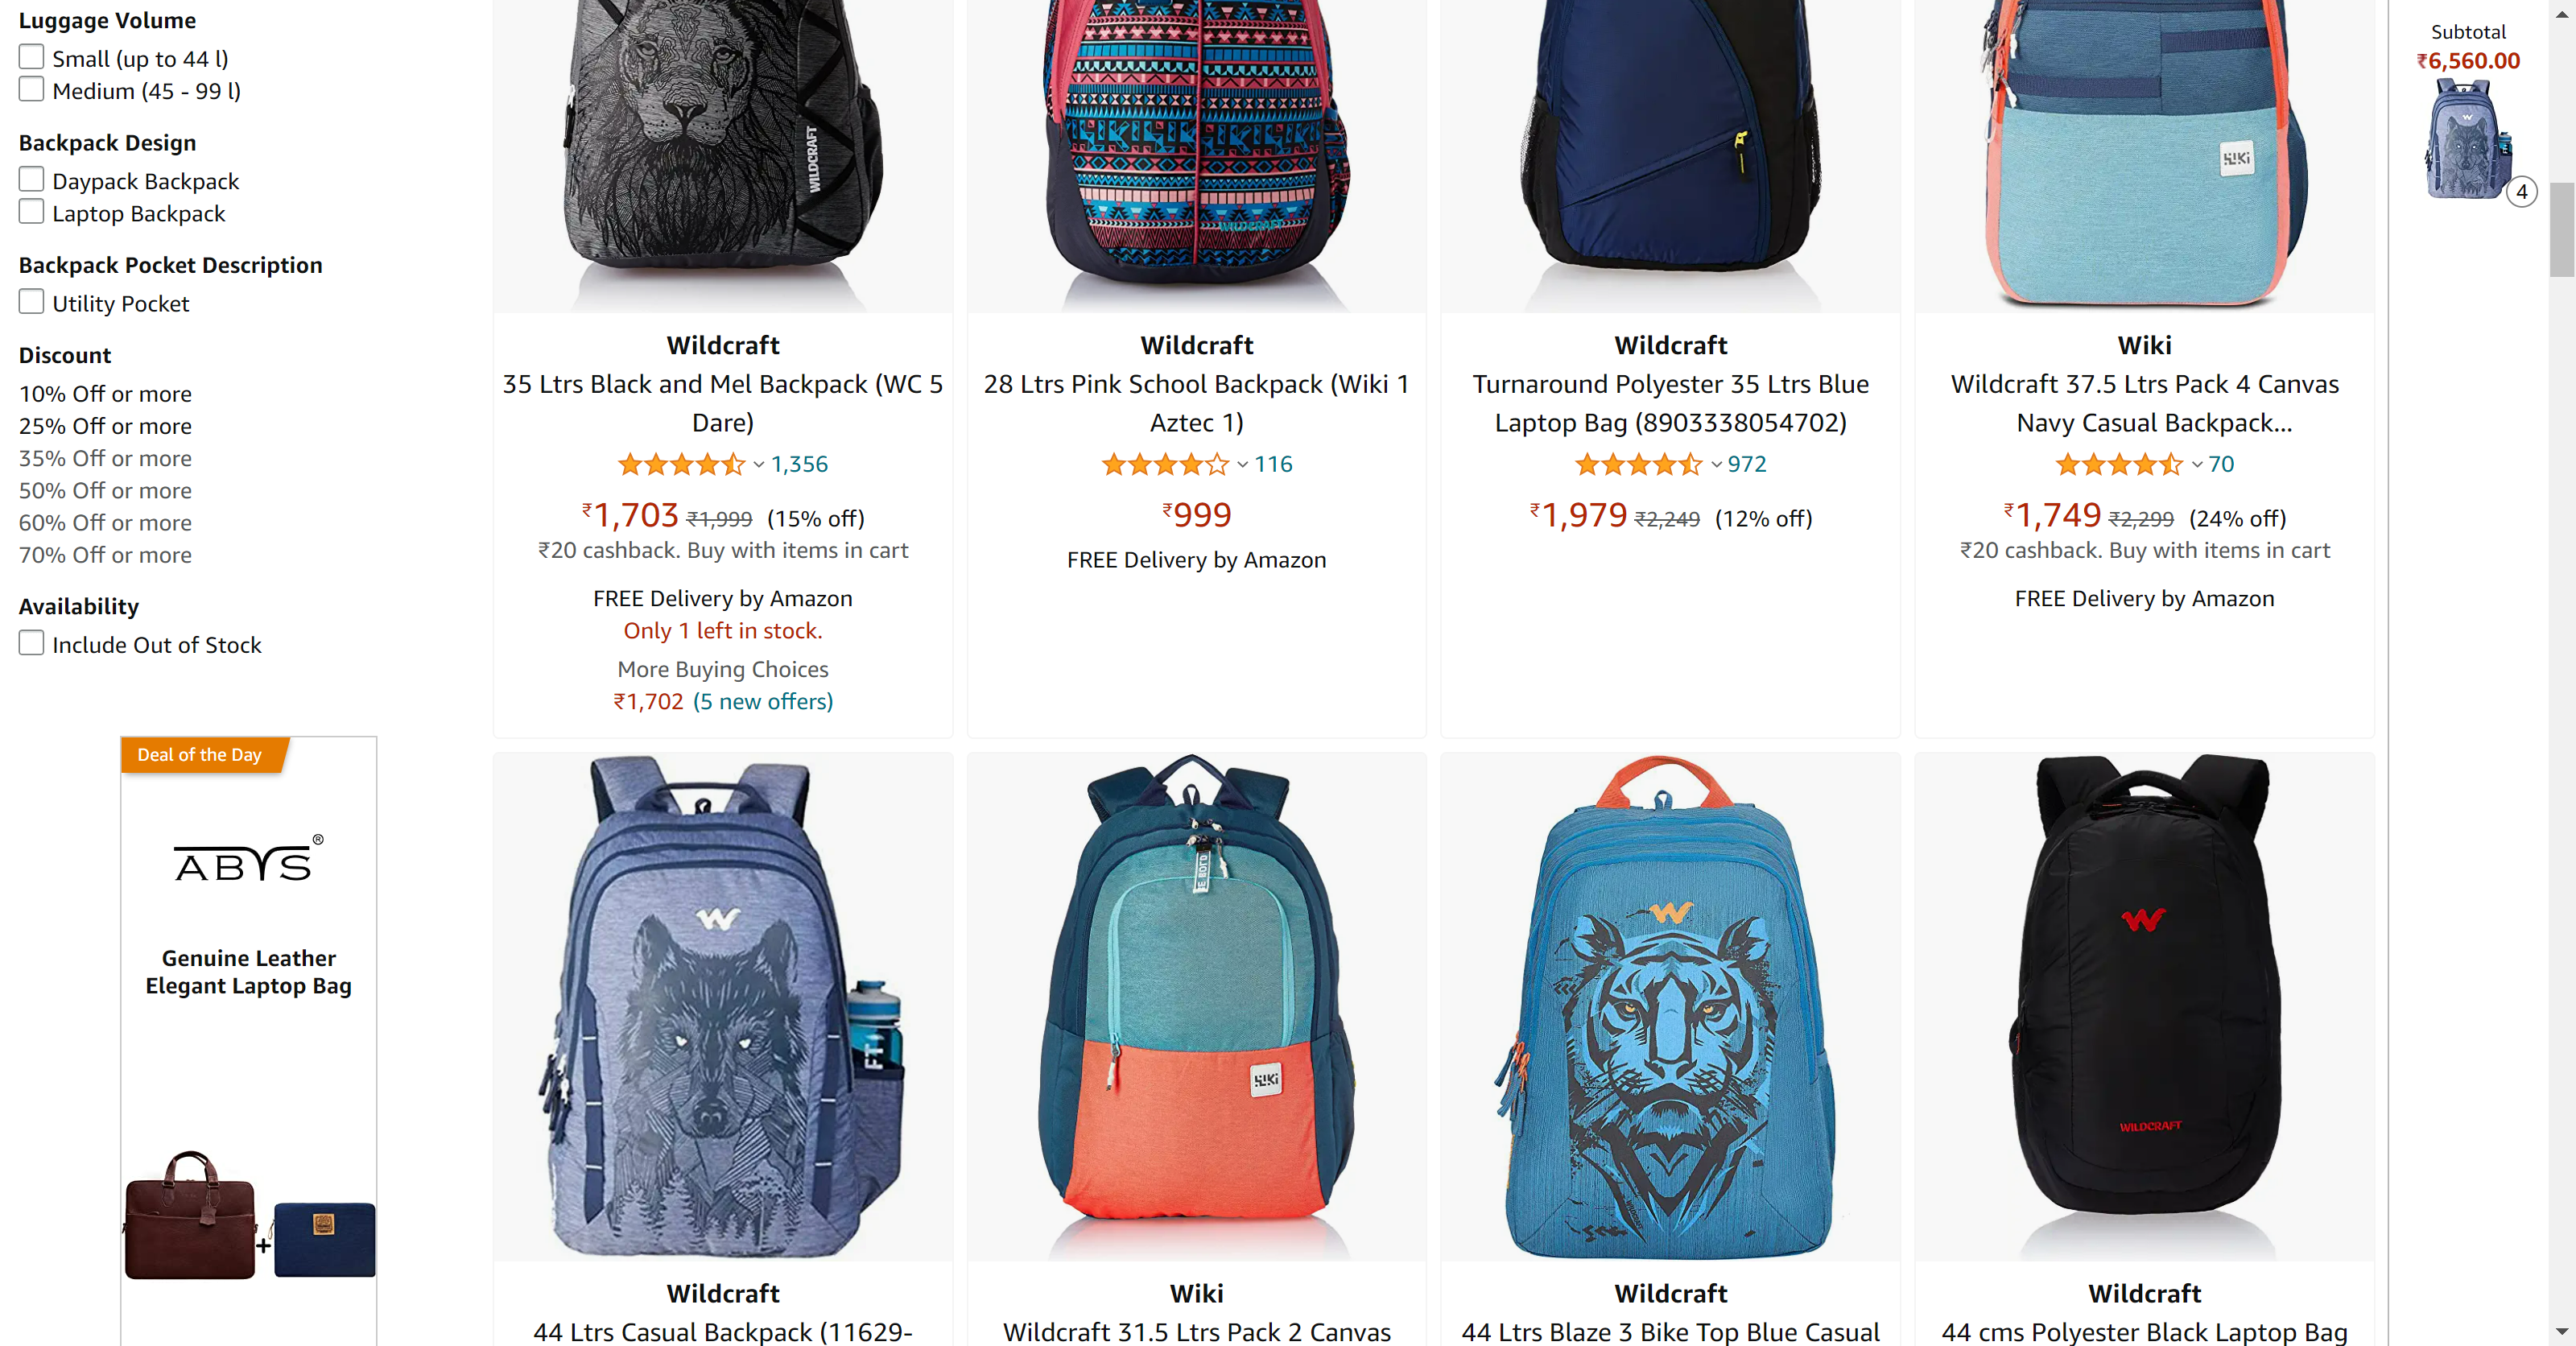 Luggage Volume
Small (up to 44 l)
Medium (45 - 99 l)
Backpack Design
Daypack Backpack
Laptop Backpack
Backpack Pocket Description
Utility Pocket
Discount
10% Off or more
25% Off or more
35% Off or more
50% Off or more
60% Off or more
70% Off or more
Availability
Include Out of Stock
Deal of the Day
ABYS®
Genuine Leather
Elegant Laptop Bag
+
WILDCRAFT
Wildcraft
35 Ltrs Black and Mel Backpack (WC 5
Dare)
1,356
₹1,703 ₹1,999 (15% off)
₹20 cashback. Buy with items in cart
FREE Delivery by Amazon
Only 1 left in stock.
More Buying Choices
₹1,702 (5 new offers)
WILDCRAFT
Wildcraft
28 Ltrs Pink School Backpack (Wiki 1
Aztec 1)
116
₹999
FREE Delivery by Amazon
Wildcraft
Turnaround Polyester 35 Ltrs Blue
Laptop Bag (8903338054702)
972
₹1,979 ₹2,249 (12% off)
Wiki
Wiki
Wildcraft 37.5 Ltrs Pack 4 Canvas
Navy Casual Backpack...
70
₹1,749 ₹2,299 (24% off)
₹20 cashback. Buy with items in cart
FREE Delivery by Amazon
Wildcraft
44 Ltrs Casual Backpack (11629-
BE BOLD
Wiki
Wiki
Wildcraft 31.5 Ltrs Pack 2 Canvas
Wildcraft
44 Ltrs Blaze 3 Bike Top Blue Casual
WILDCRAFT
Wildcraft
44 cms Polyester Black Laptop Bag
Subtotal
₹6,560.00
4